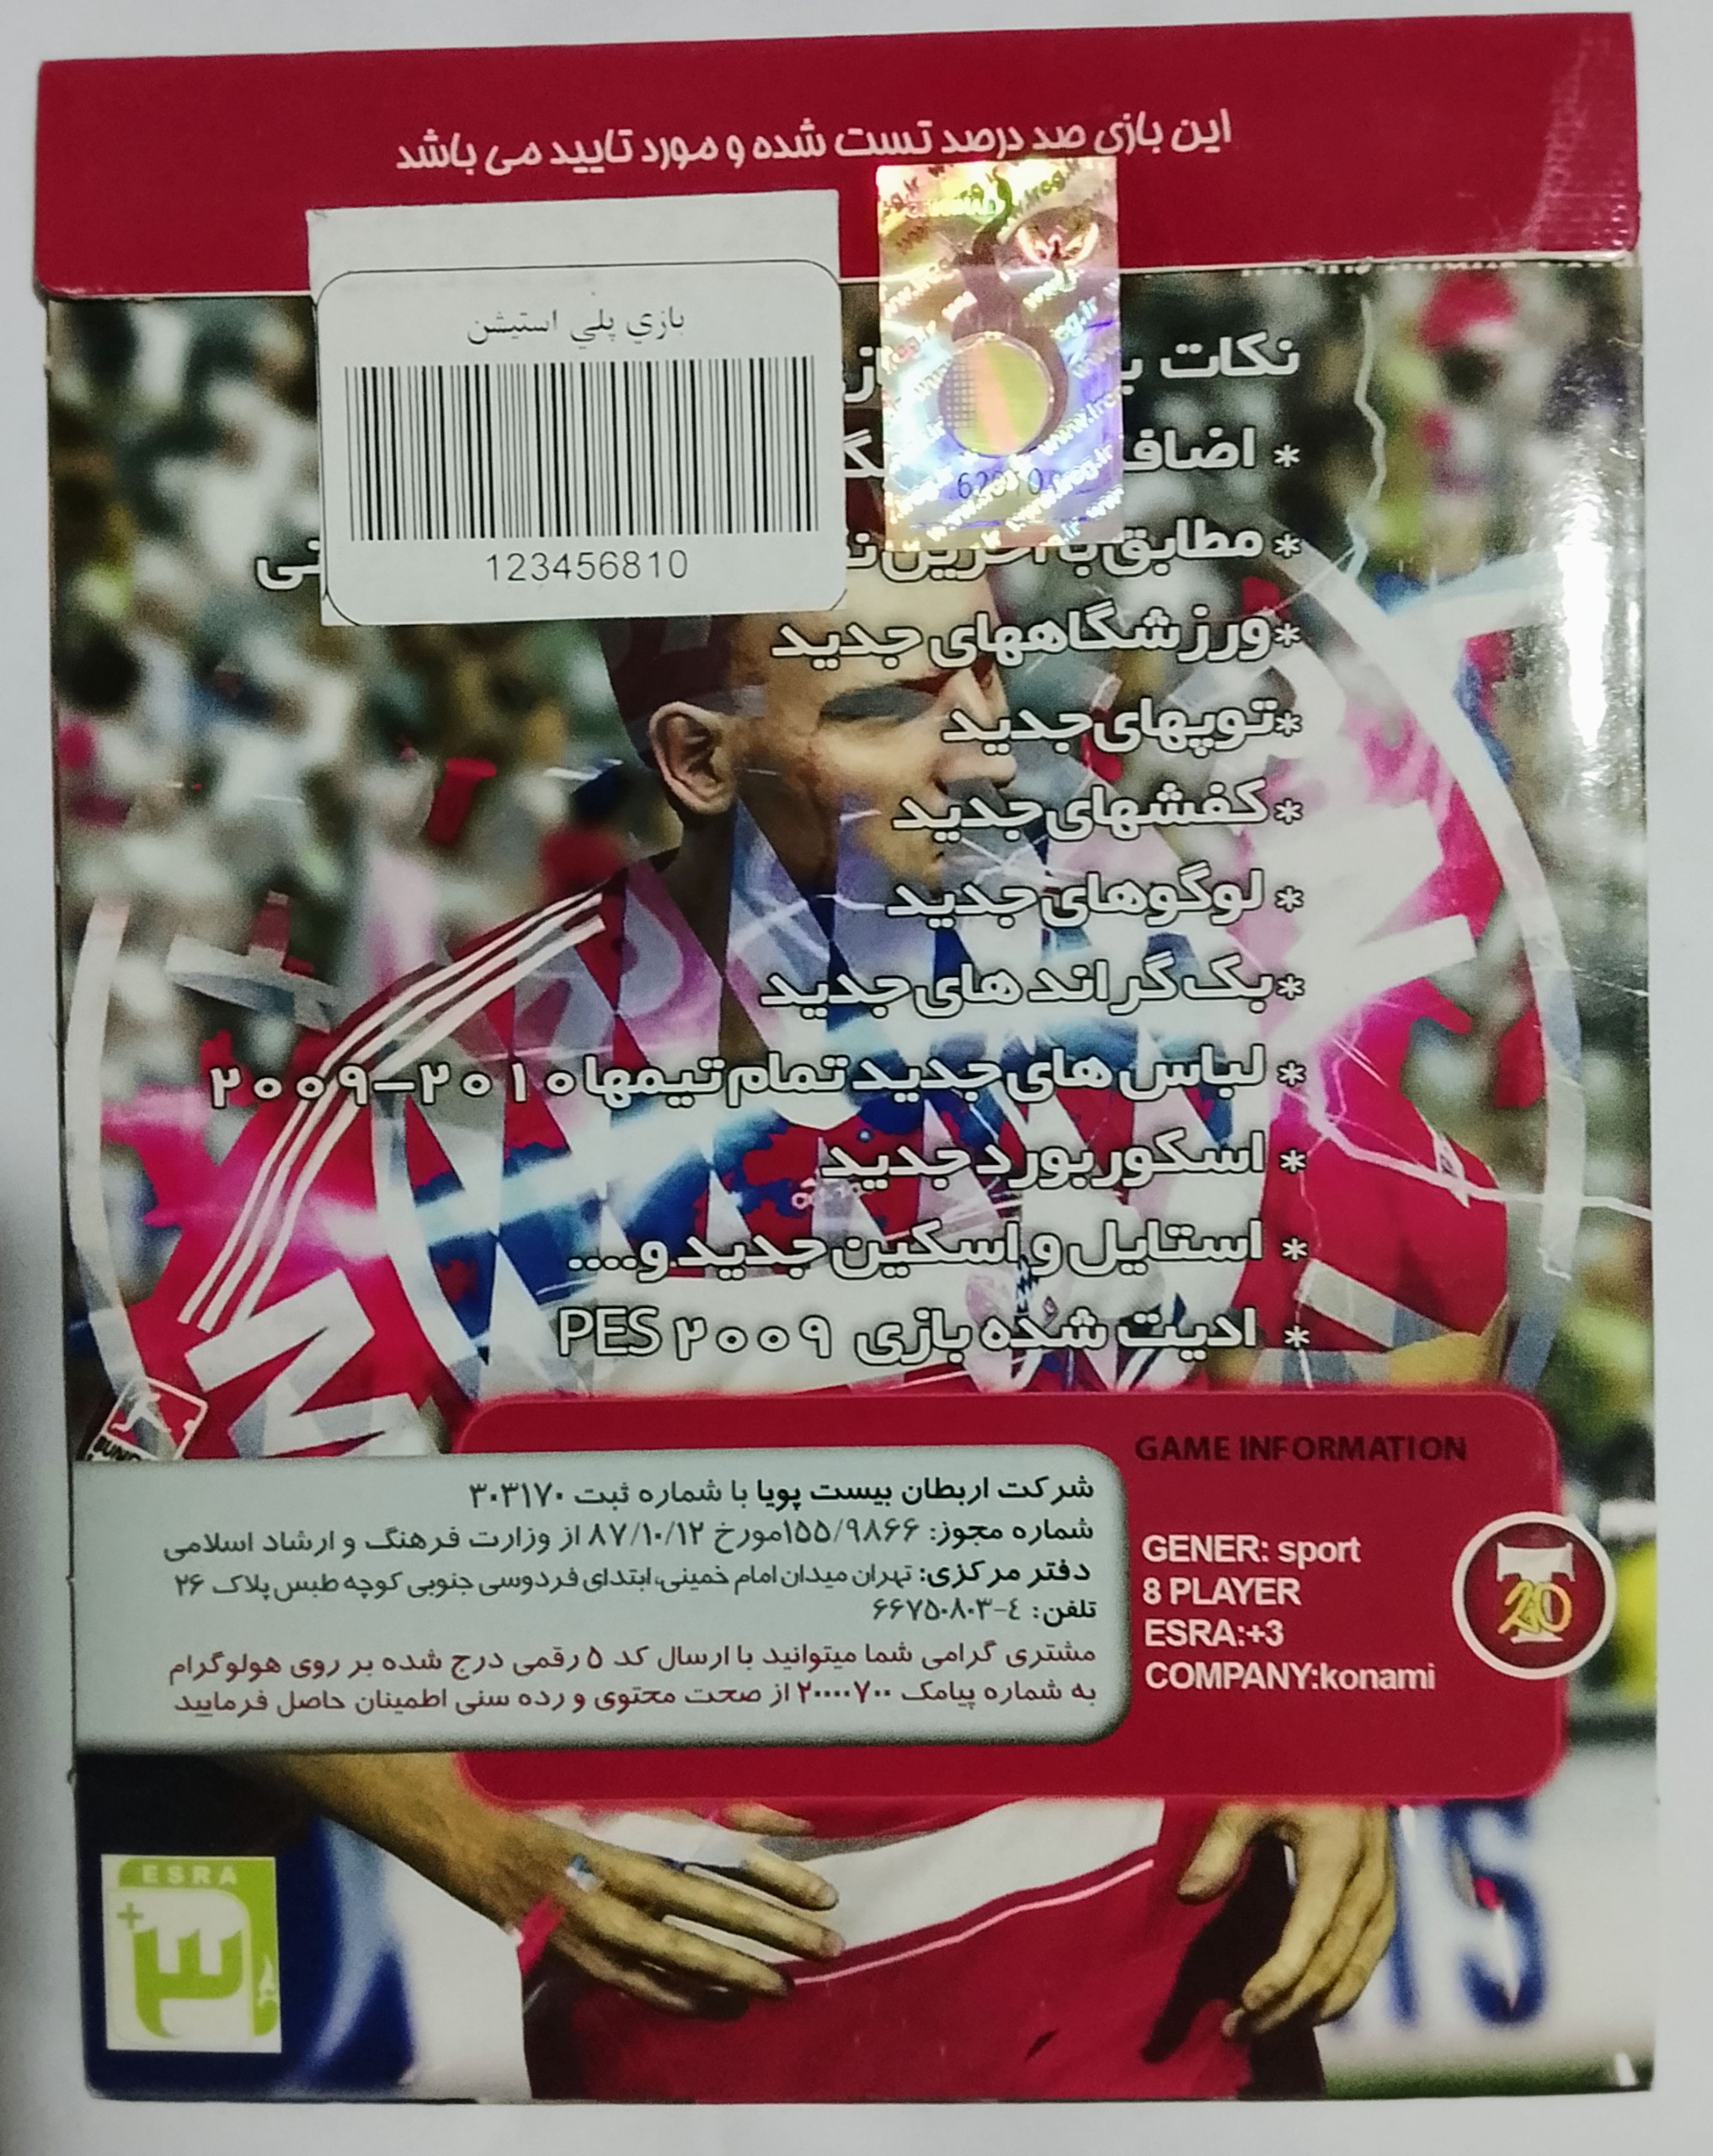 این بازی صد درصد تست شده و مورد تایید می باشد
بازي پلي استيشن
123456810
نکات
*
* مطابق با آخرین
*ورزشگاههای جدید
*توپهای جدید
*کفشهای جدید
* لوگوهای جدید
*بک گراند های جدید
* لباس های جدید تمام تیمها ۲۰۱۰-۲۰۰۹
* اسکوربورد جدید
* استایل و اسکین جدید و....
* ادیت شده بازی PES ۲۰۰۹
GAME INFORMATION
شرکت اربطان بیست پویا با شماره ثبت ۳۰۳۱۷۰
شماره مجوز: ۱۵۵/۹۸۶۶مورخ ۸۷/۱۰/۱۲ از وزارت فرهنگ و ارشاد اسلامی
دفتر مرکزی: تهران میدان امام خمینی،ابتدای فردوسی جنوبی کوچه طبس پلاک ۲۶
تلفن: ۴-۶۶۷۵۰۸۰۳
مشتری گرامی شما میتوانید با ارسال کد ۵ رقمی درج شده بر روی هولوگرام
به شماره پیامک ۲۰۰۰۰۷۰۰ از صحت محتوی و رده سنی اطمینان حاصل فرمایید
GENER: sport
8 PLAYER
ESRA:+3
COMPANY:konami
T20
ESRA
+۳